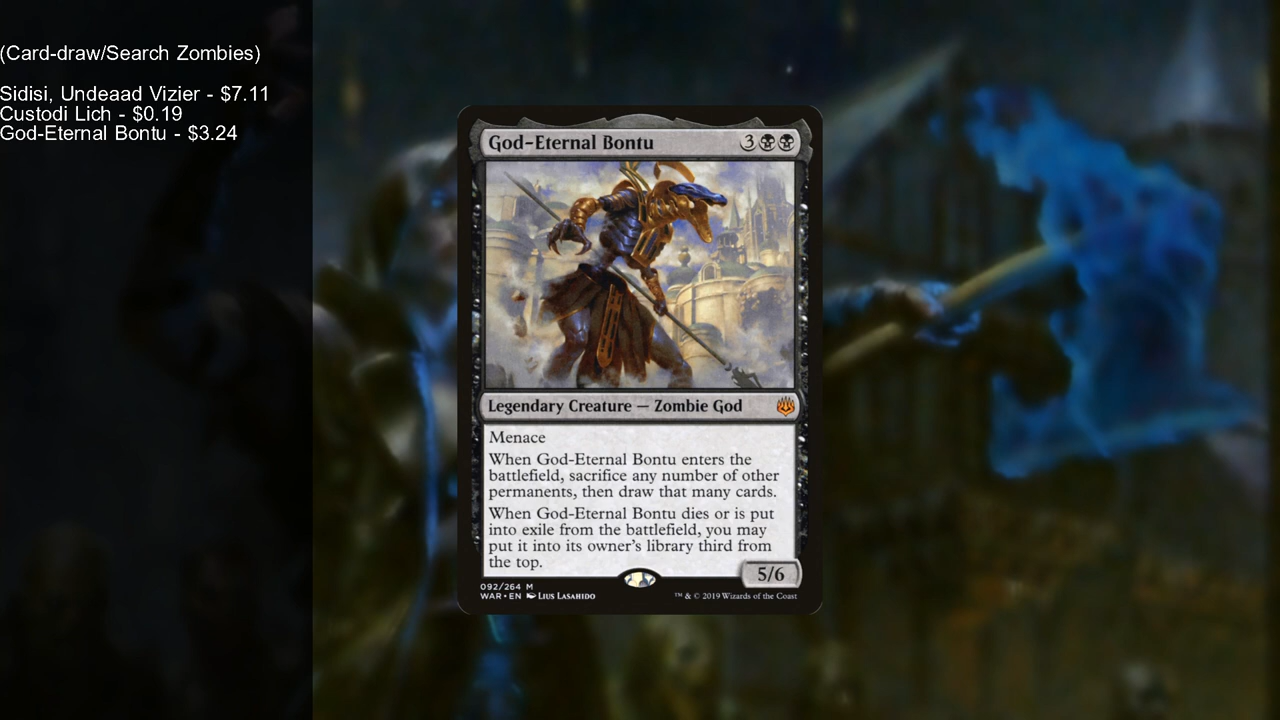 (Card-draw/Search Zombies)
Sidisi, Undeaad Vizier - $7.11
Custodi Lich - $0.19
God-Eternal Bontu - $3.24
God-Eternal Bontu 3
Legendary Creature — Zombie God
Menace
When God-Eternal Bontu enters the
battlefield, sacrifice any number of other
permanents, then draw that many cards.
When God-Eternal Bontu dies or is put
into exile from the battlefield, you may
put it into its owner's library third from
the top.
5/6
092/264 M
WAR • EN Lius Lasahido ™ & © 2019 Wizards of the Coast